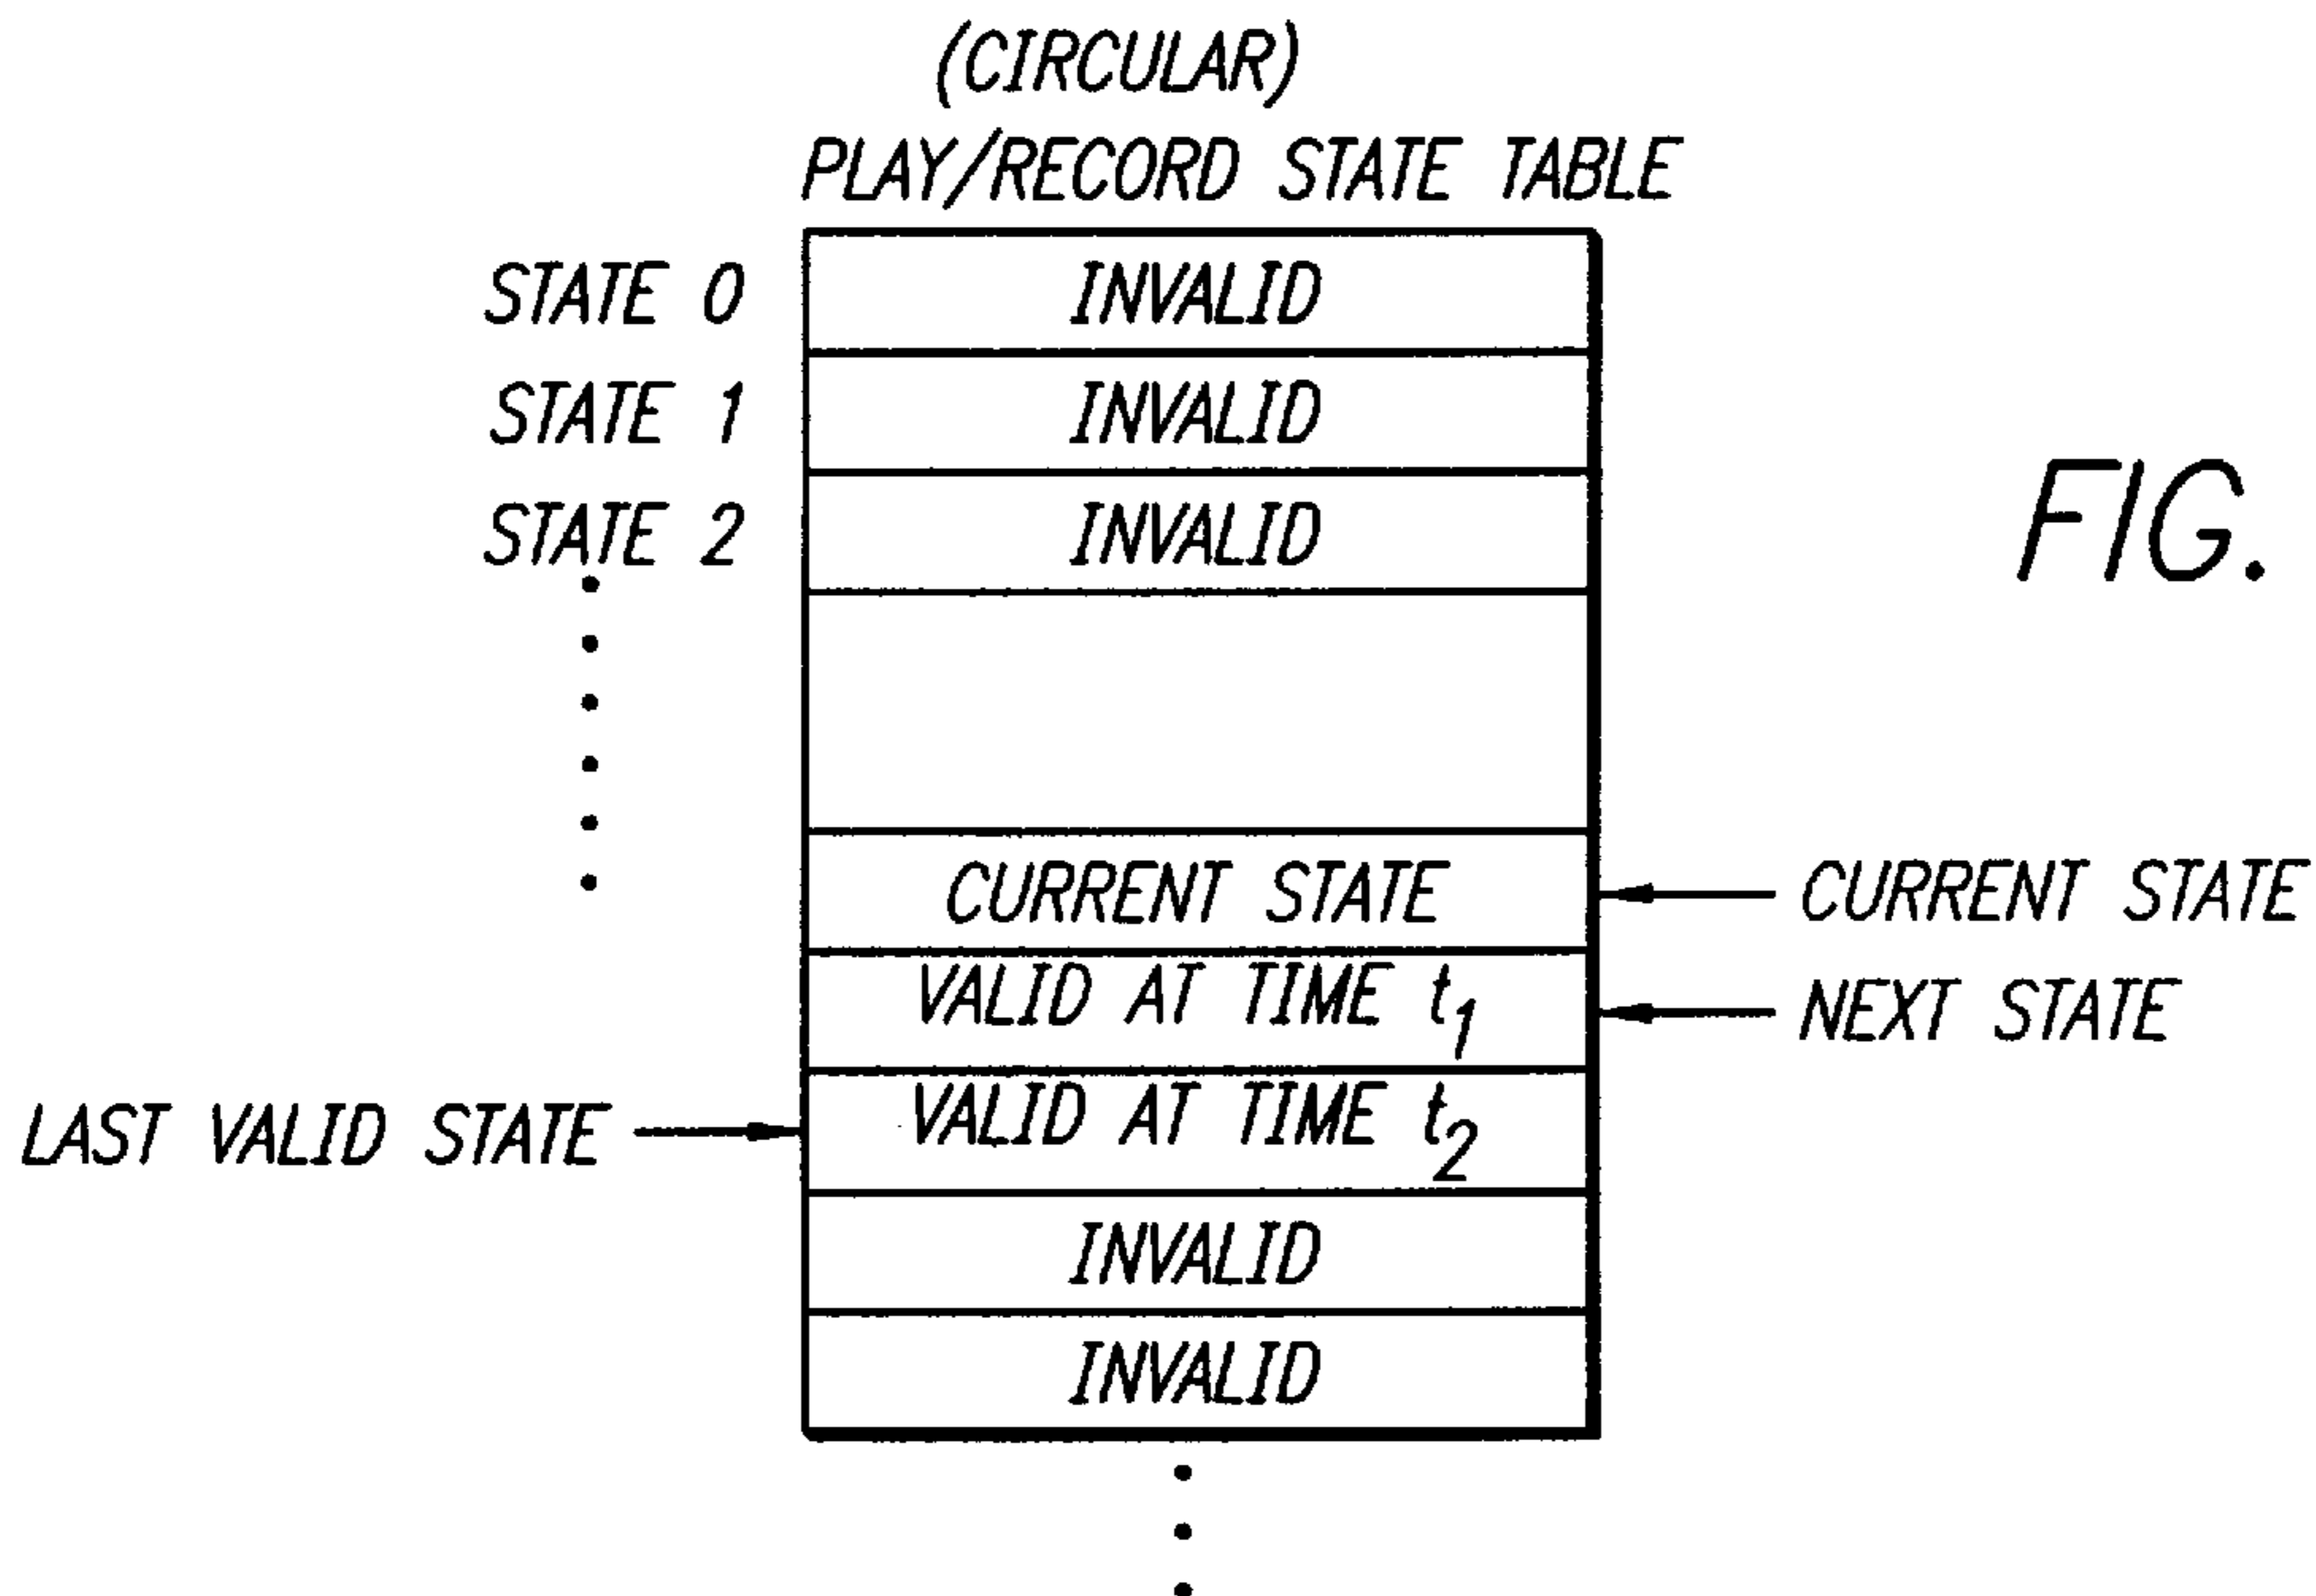 (CIRCULAR)
PLAY/RECORD STATE TABLE
STATE 0 INVALID
STATE 1 INVALID
STATE 2 INVALID
FIG.
CURRENT STATE CURRENT STATE
VALID AT TIME t₁ NEXT STATE
LAST VALID STATE VALID AT TIME t₂
INVALID
INVALID